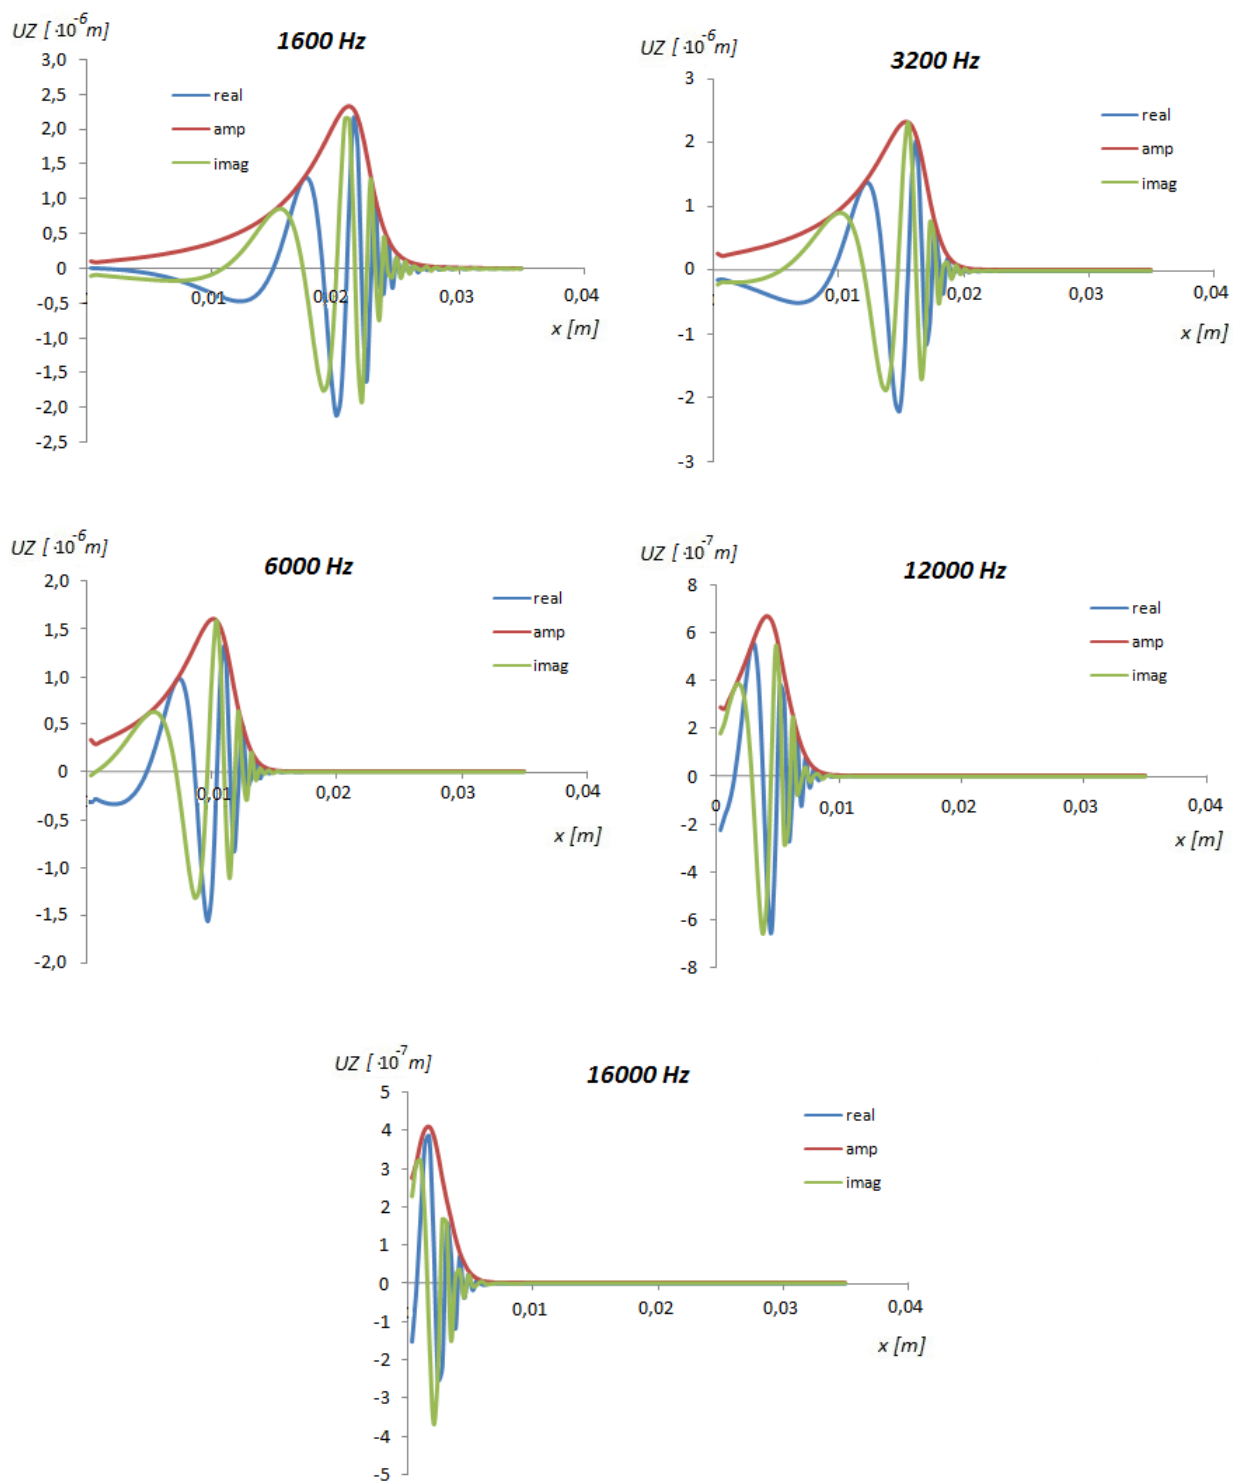 UZ [ ·10⁻⁶m]
1600 Hz
3,0
2,5
2,0
1,5
1,0
0,5
0
-0,5
-1,0
-1,5
-2,0
-2,5
real
amp
imag
0,01
0,02
0,03
0,04
x [m]
UZ [ ·10⁻⁶m]
3200 Hz
3
2
1
0
-1
-2
-3
real
amp
imag
0,01
0,02
0,03
0,04
x [m]
UZ [ ·10⁻⁶m]
6000 Hz
2,0
1,5
1,0
0,5
0
-0,5
-1,0
-1,5
-2,0
real
amp
imag
0,01
0,02
0,03
0,04
x [m]
UZ [ ·10⁻⁷m]
12000 Hz
8
6
4
2
0
-2
-4
-6
-8
real
amp
imag
0
0,01
0,02
0,03
0,04
x [m]
UZ [ ·10⁻⁷m]
16000 Hz
5
4
3
2
1
0
-1
-2
-3
-4
-5
real
amp
imag
0,01
0,02
0,03
0,04
x [m]